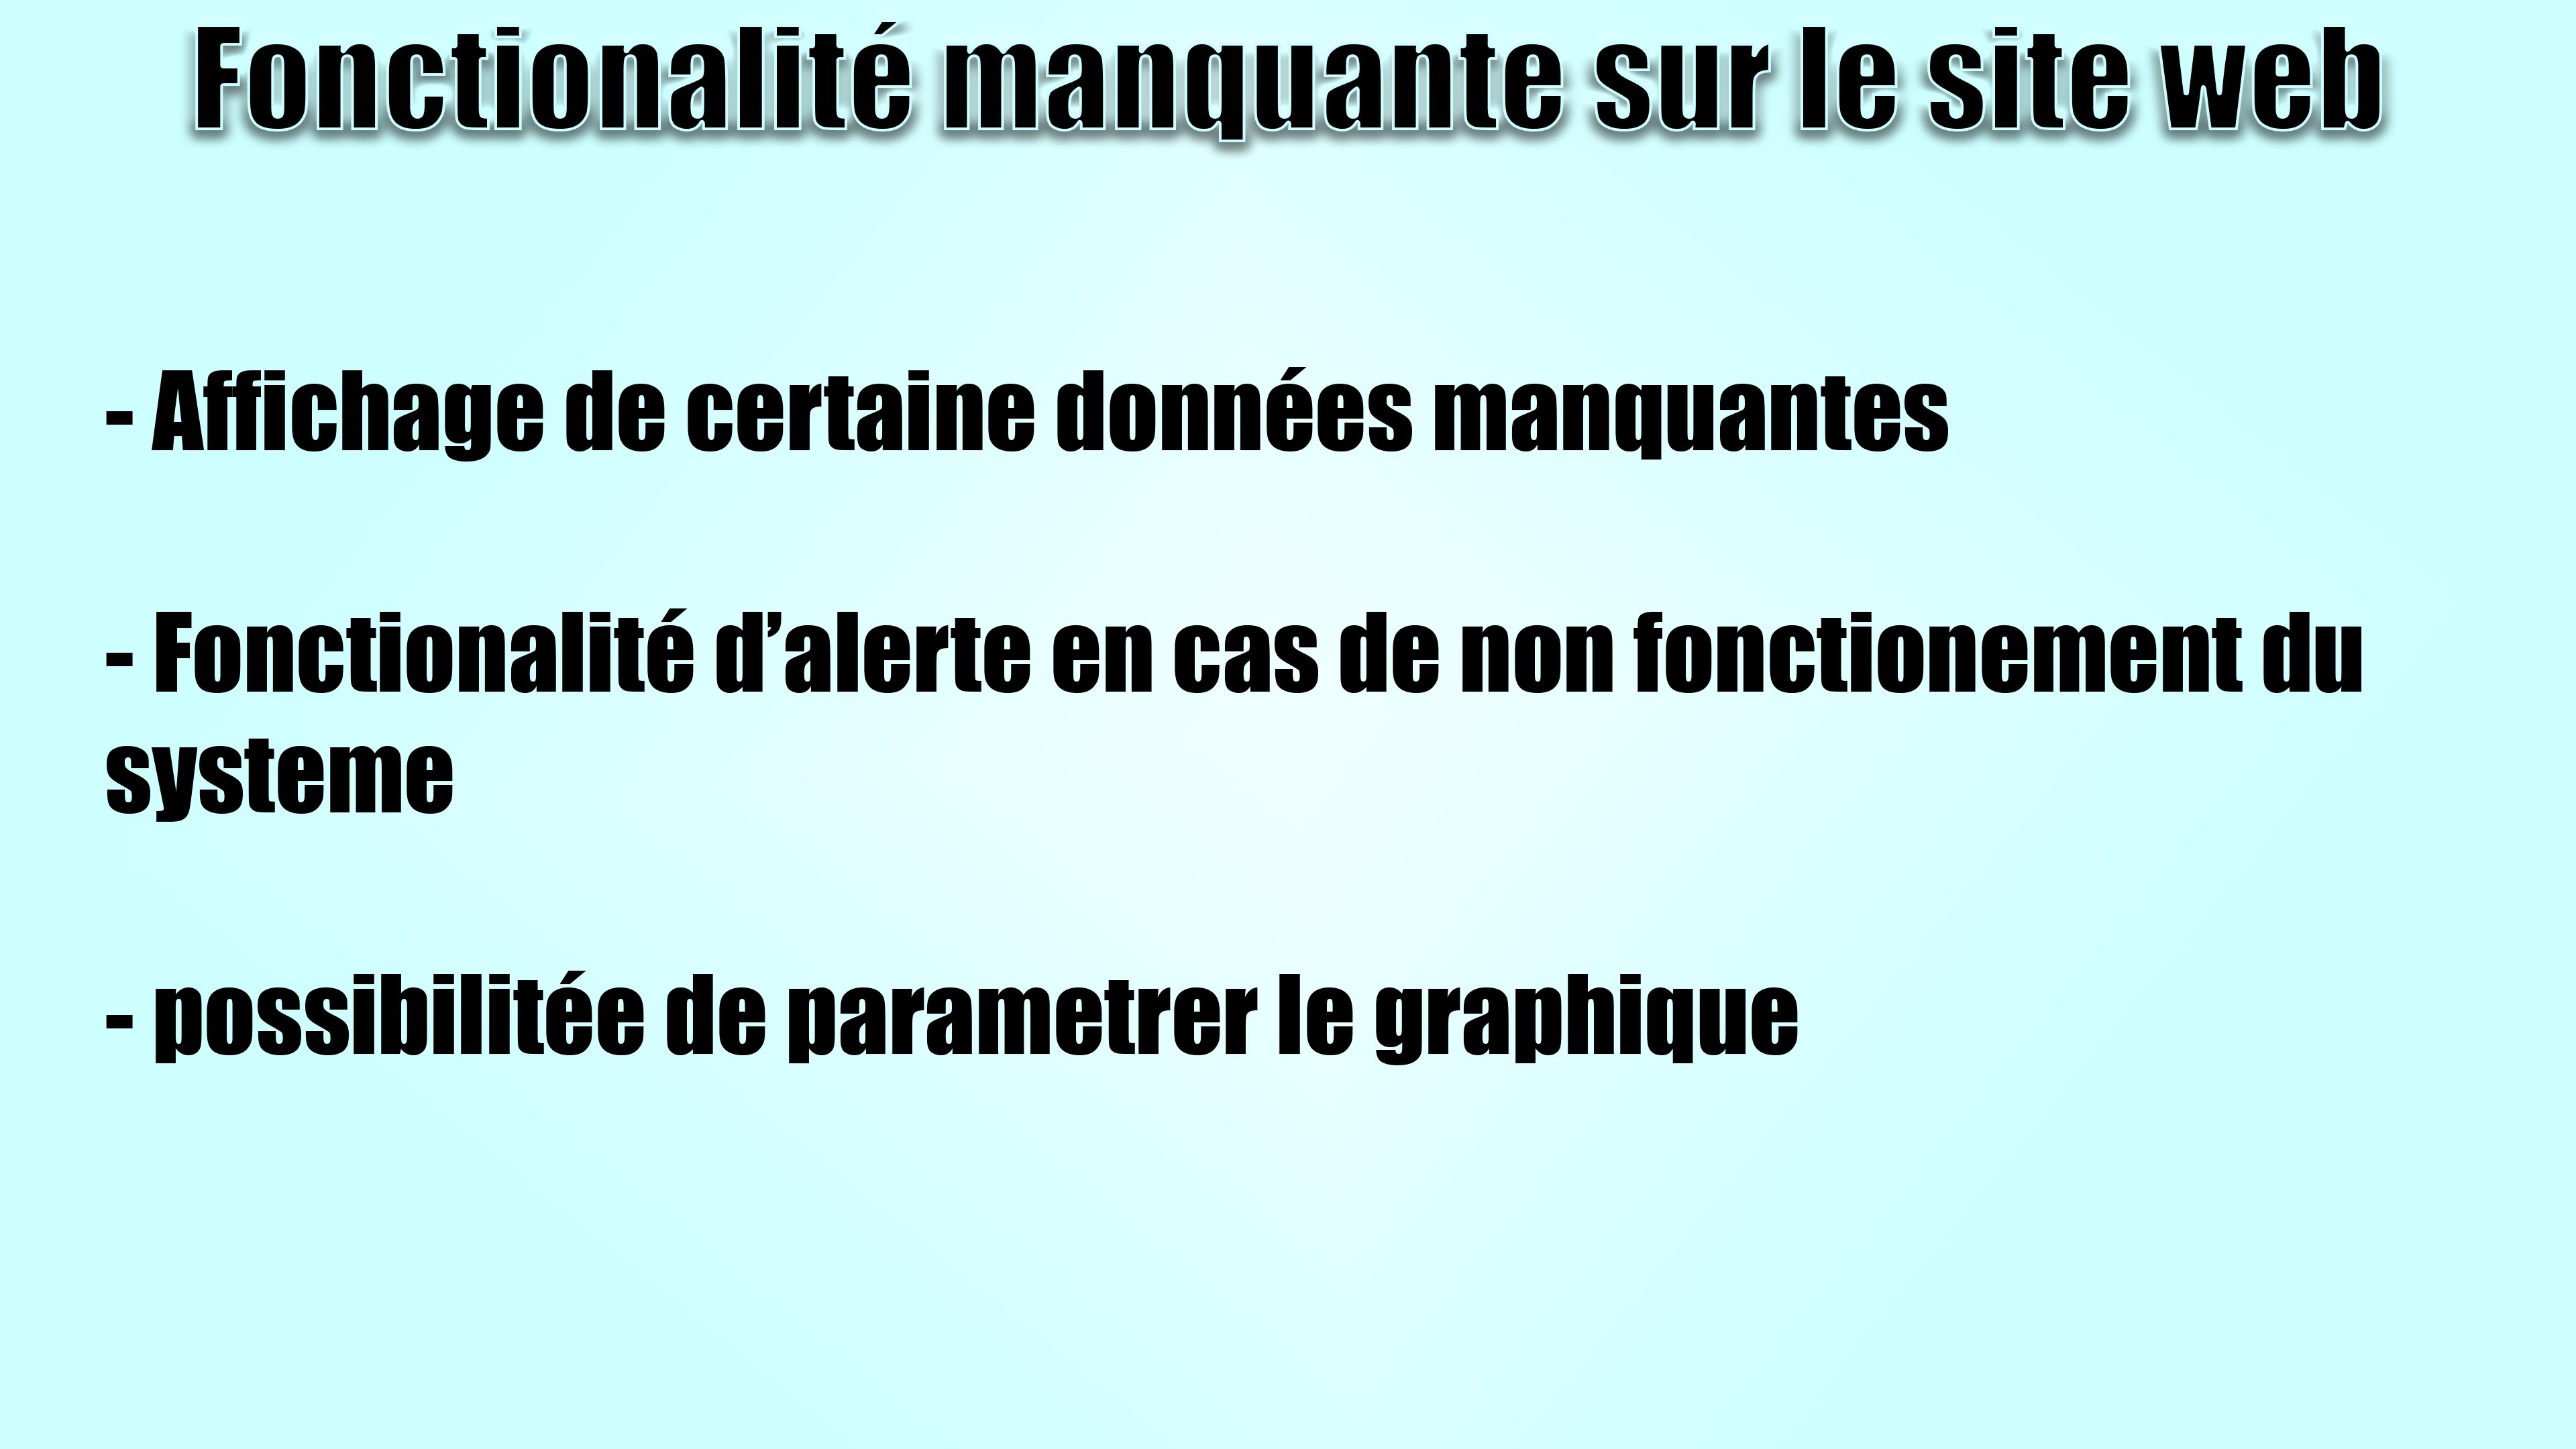 Fonctionalité manquante sur le site web
- Affichage de certaine données manquantes
- Fonctionalité d’alerte en cas de non fonctionement du
systeme
- possibilitée de parametrer le graphique